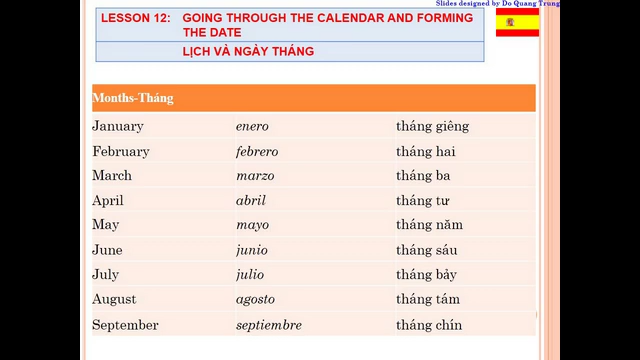 Slides designed by Do Quang Trung
LESSON 12: GOING THROUGH THE CALENDAR AND FORMING
THE DATE
LỊCH VÀ NGÀY THÁNG
Months-Tháng
January enero tháng giêng
February febrero tháng hai
March marzo tháng ba
April abril tháng tư
May mayo tháng năm
June junio tháng sáu
July julio tháng bảy
August agosto tháng tám
September septiembre tháng chín